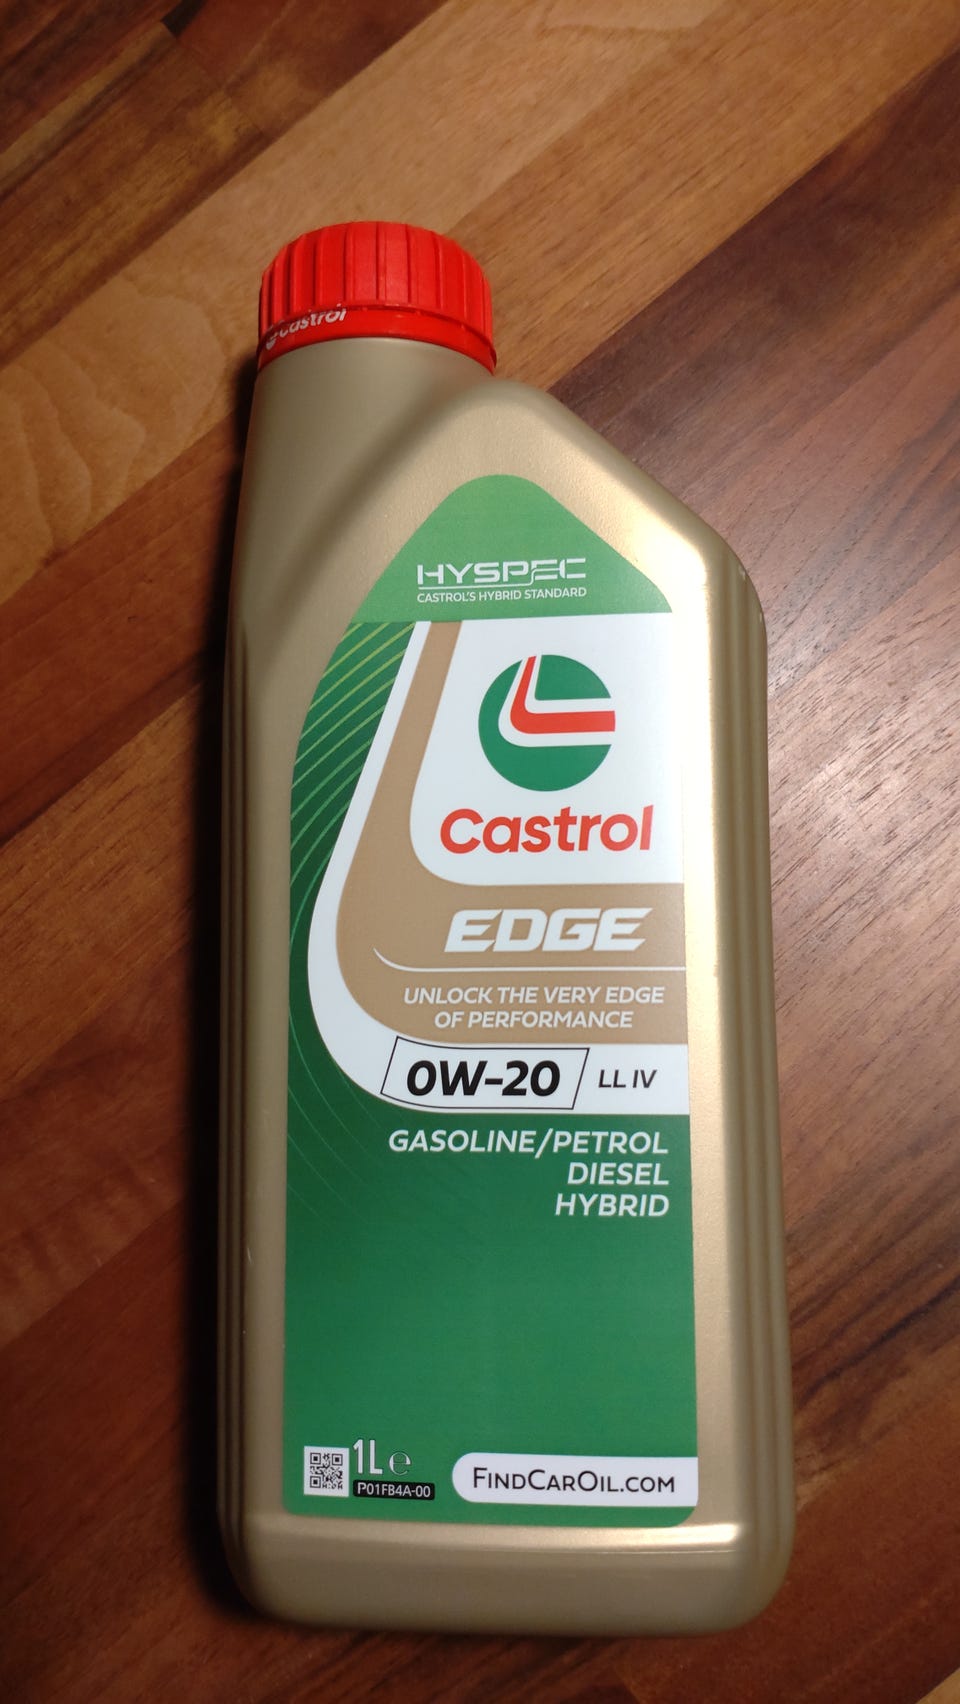 Castrol
HYSPEC
CASTROL'S HYBRID STANDARD
Castrol
EDGE
UNLOCK THE VERY EDGE
OF PERFORMANCE
0W-20 LL IV
GASOLINE/PETROL
DIESEL
HYBRID
1L e
P01FB4A-00
FINDCAROIL.COM